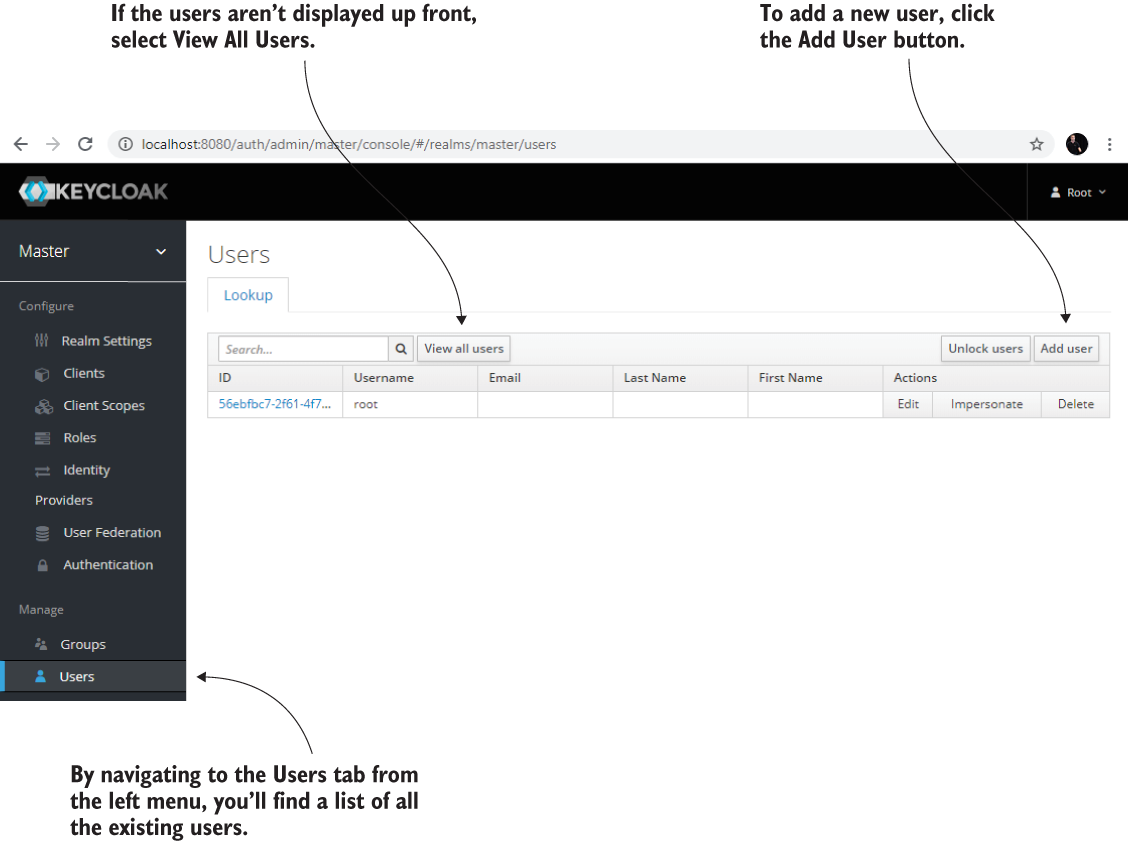 If the users aren't displayed up front,
select View All Users.
To add a new user, click
the Add User button.
localhost:8080/auth/admin/master/console/#/realms/master/users
KEYCLOAK
Root
Master
Users
Lookup
Configure
Realm Settings
Clients
Client Scopes
Roles
Identity
Providers
User Federation
Authentication
Manage
Groups
Users
Search...
View all users
Unlock users
Add user
ID Username Email Last Name First Name Actions
56ebfbc7-2f61-4f7... root Edit Impersonate Delete
By navigating to the Users tab from
the left menu, you'll find a list of all
the existing users.